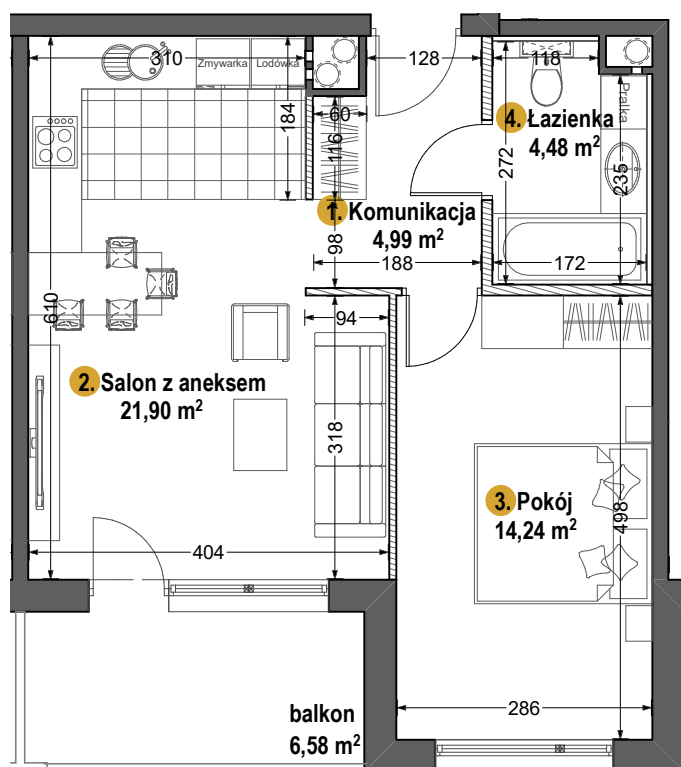 310
Zmywarka
Lodówka
128
118
Pralka
184
60
116
4. Łazienka
4,48 m²
272
235
1. Komunikacja
4,99 m²
98
188
172
610
94
2. Salon z aneksem
21,90 m²
318
3. Pokój
14,24 m²
498
404
286
balkon
6,58 m²